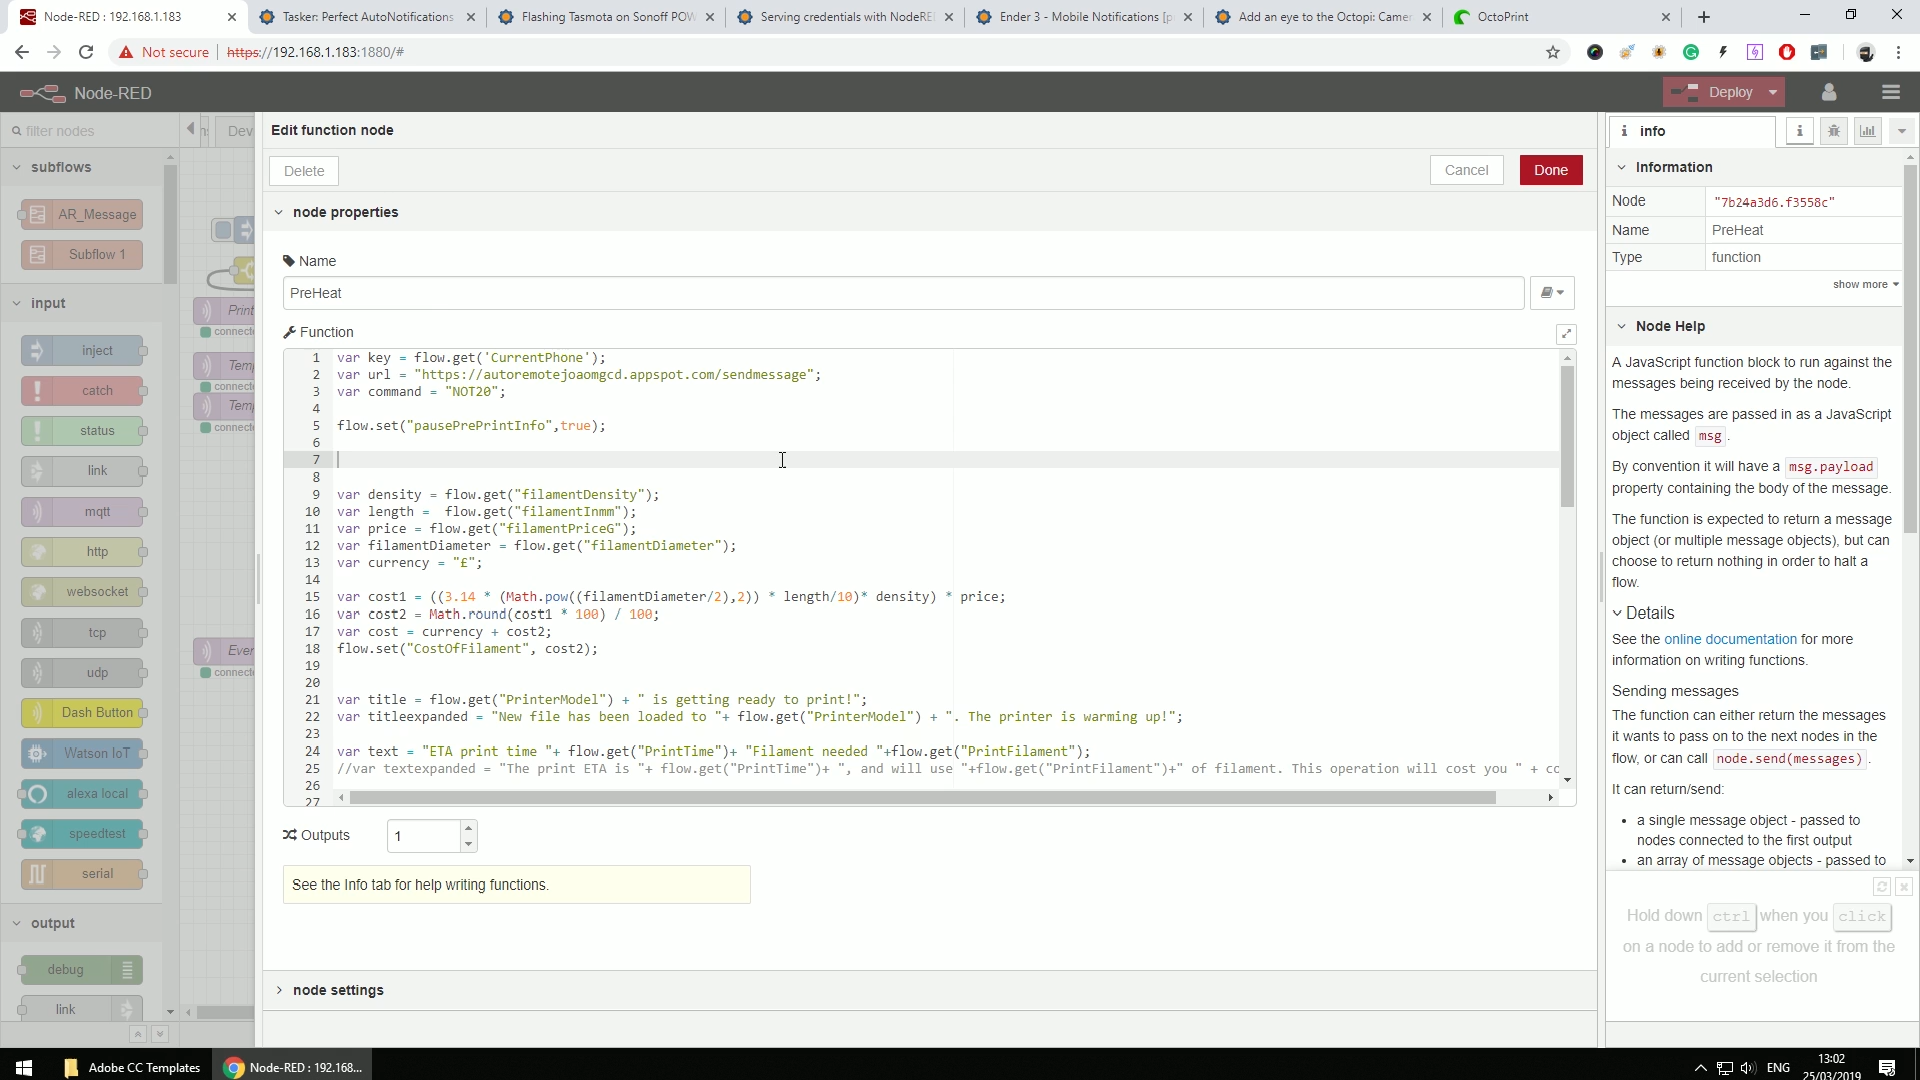 Node-RED : 192.168.1.183
Tasker: Perfect AutoNotifications
Flashing Tasmota on Sonoff POW
Serving credentials with NodeRE
Ender 3 - Mobile Notifications [p
Add an eye to the Octopi: Camer
OctoPrint
Not secure
https://192.168.1.183:1880/#
Node-RED
Deploy
filter nodes
Dev
Edit function node
info
Delete
Cancel
Done
subflows
AR_Message
Subflow 1
input
inject
catch
status
link
mqtt
http
websocket
tcp
udp
Dash Button
Watson IoT
alexa local
speedtest
serial
output
debug
link
Print
connecte
Temp
connecte
Temp
connecte
Even
connecte
node properties
Name
PreHeat
Function
1 var key = flow.get('CurrentPhone');
2 var url = "https://autoremotejoaomgcd.appspot.com/sendmessage";
3 var command = "NOT20";
4
5 flow.set("pausePrePrintInfo",true);
6
7
8
9 var density = flow.get("filamentDensity");
10 var length =  flow.get("filamentInmm");
11 var price = flow.get("filamentPriceG");
12 var filamentDiameter = flow.get("filamentDiameter");
13 var currency = "£";
14
15 var cost1 = ((3.14 * (Math.pow((filamentDiameter/2),2)) * length/10)* density) * price;
16 var cost2 = Math.round(cost1 * 100) / 100;
17 var cost = currency + cost2;
18 flow.set("CostOfFilament", cost2);
19
20
21 var title = flow.get("PrinterModel") + " is getting ready to print!";
22 var titleexpanded = "New file has been loaded to "+ flow.get("PrinterModel") + ". The printer is warming up!";
23
24 var text = "ETA print time "+ flow.get("PrintTime")+ "Filament needed "+flow.get("PrintFilament");
25 //var textexpanded = "The print ETA is "+ flow.get("PrintTime")+ ", and will use "+flow.get("PrintFilament")+" of filament. This operation will cost you " + co
26
27
Outputs
1
See the Info tab for help writing functions.
node settings
Information
Node "7b24a3d6.f3558c"
Name PreHeat
Type function
show more
Node Help
A JavaScript function block to run against the
messages being received by the node.
The messages are passed in as a JavaScript
object called msg .
By convention it will have a msg.payload
property containing the body of the message.
The function is expected to return a message
object (or multiple message objects), but can
choose to return nothing in order to halt a
flow.
Details
See the online documentation for more
information on writing functions.
Sending messages
The function can either return the messages
it wants to pass on to the next nodes in the
flow, or can call node.send(messages) .
It can return/send:
• a single message object - passed to
nodes connected to the first output
• an array of message objects - passed to
Hold down ctrl when you click
on a node to add or remove it from the
current selection
Adobe CC Templates
Node-RED : 192.168...
ENG
13:02
25/03/2019